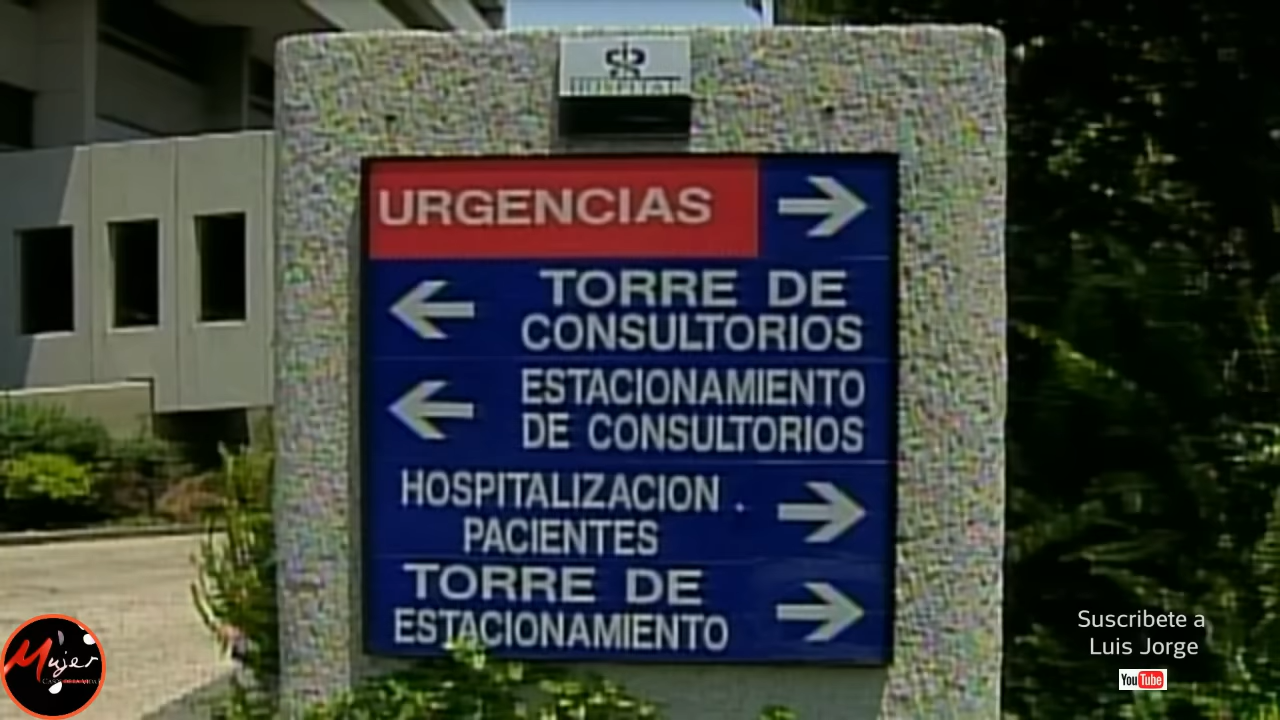 URGENCIAS
TORRE DE
CONSULTORIOS
ESTACIONAMIENTO
DE CONSULTORIOS
HOSPITALIZACION
PACIENTES
TORRE DE
ESTACIONAMIENTO
Suscribete a
Luis Jorge
YouTube
Mujer